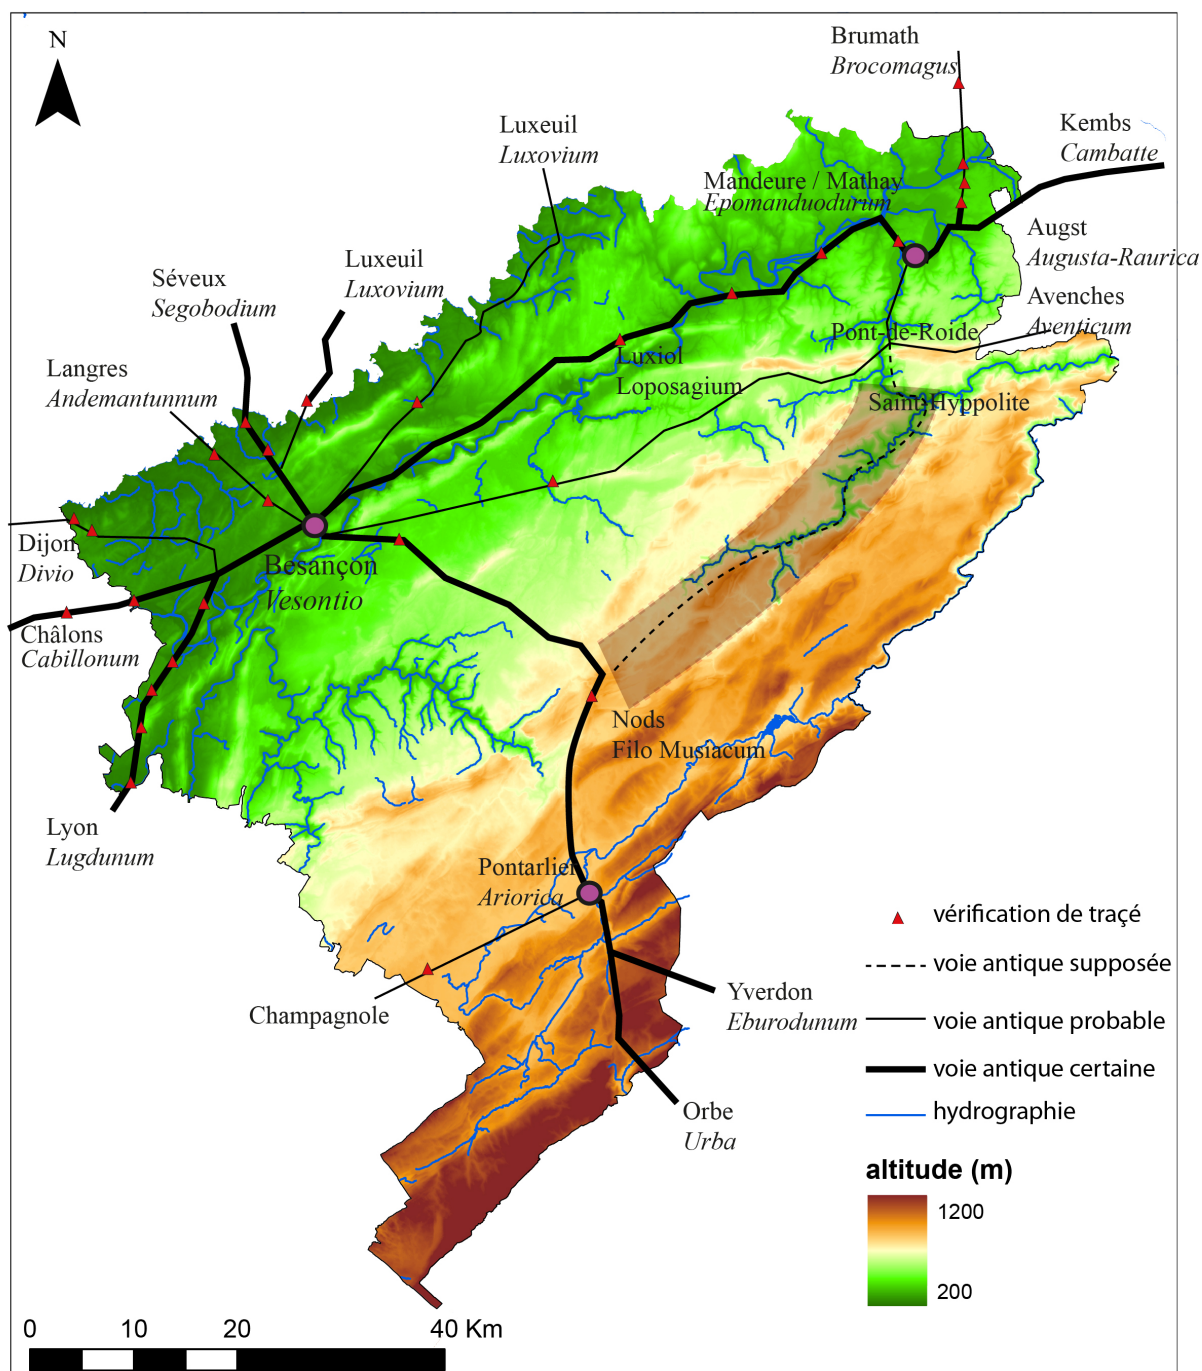 N
Brumath
Brocomagus
Kembs
Cambatte
Luxeuil
Luxovium
Mandeure / Mathay
Epomanduodurum
Augst
Augusta-Raurica
Séveux
Segobodium
Luxeuil
Luxovium
Avenches
Aventicum
Pont-de-Roide
Langres
Andemantunnum
Luxiol
Loposagium
Saint-Hyppolite
Dijon
Divio
Besançon
Vesontio
Châlons
Cabillonum
Nods
Filo Musiacum
Lyon
Lugdunum
Pontarlier
Ariorica
Champagnole
Yverdon
Eburodunum
Orbe
Urba
vérification de traçé
voie antique supposée
voie antique probable
voie antique certaine
hydrographie
altitude (m)
1200
200
0 10 20 40 Km